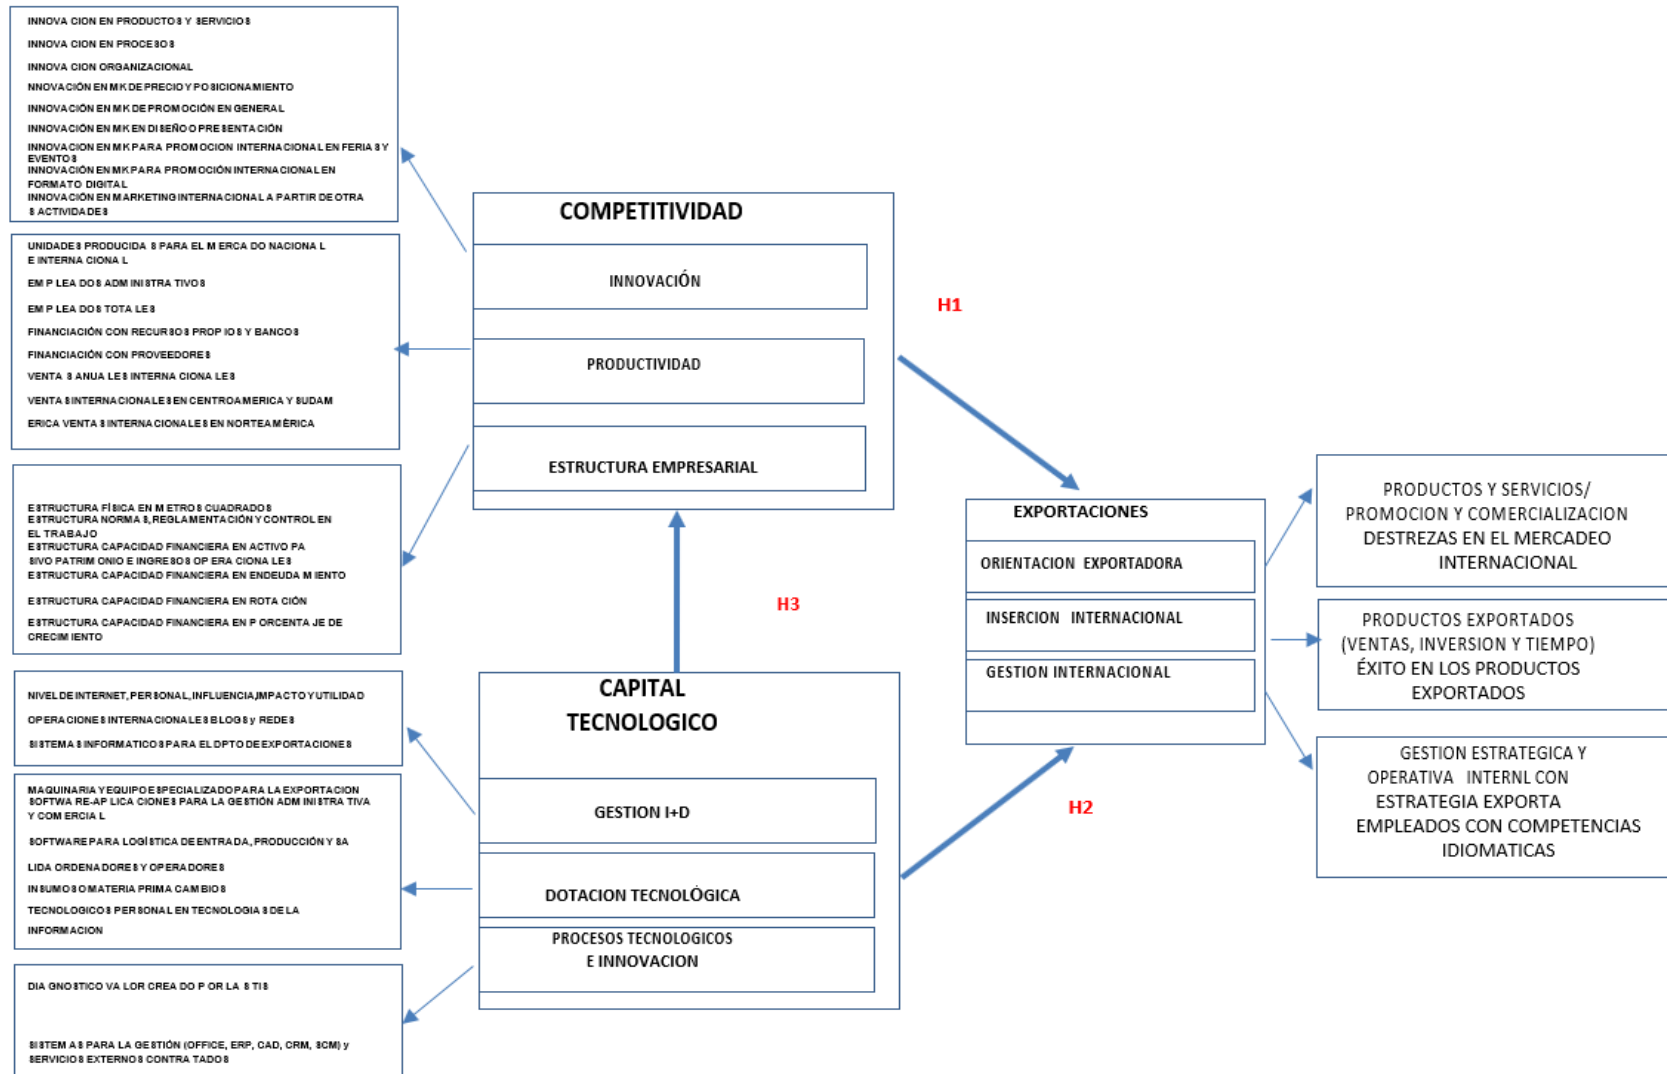 INNOVA CION EN PRODUCTOS Y SERVICIOS
INNOVA CION EN PROCESOS
INNOVA CION ORGANIZACIONAL
NNOVACIÓN EN MK DE PRECIO Y POSICIONAMIENTO
INNOVACIÓN EN MK DE PROMOCIÓN EN GENERAL
INNOVACIÓN EN MK EN DISEÑO O PRESENTACIÓN
INNOVACION EN MK PARA PROMOCION INTERNACIONAL EN FERIAS Y
EVENTOS
INNOVACIÓN EN MK PARA PROMOCIÓN INTERNACIONAL EN
FORMATO DIGITAL
INNOVACIÓN EN MARKETING INTERNACIONAL A PARTIR DE OTRA
S ACTIVIDADES
UNIDADES PRODUCIDA S PARA EL MERCA DO NACIONA L
E INTERNA CIONA L
EM P LEA DOS ADM INISTRA TIVOS
EM P LEA DOS TOTA LES
FINANCIACIÓN CON RECURSOS PROP IOS Y BANCOS
FINANCIACIÓN CON PROVEEDORES
VENTA S ANUA LES INTERNA CIONA LES
VENTA S INTERNACIONALES EN CENTROAMERICA Y SUDAM
ERICA VENTA S INTERNACIONALES EN NORTEAMÉRICA
ESTRUCTURA FÍSICA EN METROS CUADRADOS
ESTRUCTURA NORMAS, REGLAMENTACIÓN Y CONTROL EN
EL TRABAJO
ESTRUCTURA CAPACIDAD FINANCIERA EN ACTIVO PA
SIVO PATRIM ONIO E INGRESOS OP ERA CIONA LES
ESTRUCTURA CAPACIDAD FINANCIERA EN ENDEUDA MIENTO
ESTRUCTURA CAPACIDAD FINANCIERA EN ROTA CIÓN
ESTRUCTURA CAPACIDAD FINANCIERA EN P ORCENTA JE DE
CRECIM IENTO
NIVEL DE INTERNET, PERSONAL, INFLUENCIA,IMPACTO Y UTILIDAD
OPERACIONES INTERNACIONALES BLOGS y REDES
SISTEMAS INFORMATICOS PARA EL DPTO DE EXPORTACIONES
MAQUINARIA Y EQUIPO ESPECIALIZADO PARA LA EXPORTACION
SOFTWA RE-AP LICA CIONES PARA LA GESTIÓN ADM INISTRA TIVA
Y COM ERCIA L
SOFTWARE PARA LOGÍSTICA DE ENTRADA, PRODUCCIÓN Y SA
LIDA ORDENADORES Y OPERADORES
INSUMOS O MATERIA PRIMA CAMBIOS
TECNOLOGICOS PERSONAL EN TECNOLOGIA S DE LA
INFORMACION
DIA GNOSTICO VA LOR CREA DO P OR LA S TIS
SISTEM AS PARA LA GESTIÓN (OFFICE, ERP, CAD, CRM, SCM) y
SERVICIOS EXTERNOS CONTRA TADOS
COMPETITIVIDAD
INNOVACIÓN
PRODUCTIVIDAD
ESTRUCTURA EMPRESARIAL
H1
H3
CAPITAL
TECNOLOGICO
GESTION I+D
DOTACION TECNOLÓGICA
PROCESOS TECNOLOGICOS
E INNOVACION
H2
EXPORTACIONES
ORIENTACION EXPORTADORA
INSERCION INTERNACIONAL
GESTION INTERNACIONAL
PRODUCTOS Y SERVICIOS/
PROMOCION Y COMERCIALIZACION
DESTREZAS EN EL MERCADEO
INTERNACIONAL
PRODUCTOS EXPORTADOS
(VENTAS, INVERSION Y TIEMPO)
ÉXITO EN LOS PRODUCTOS
EXPORTADOS
GESTION ESTRATEGICA Y
OPERATIVA INTERNL CON
ESTRATEGIA EXPORTA
EMPLEADOS CON COMPETENCIAS
IDIOMATICAS